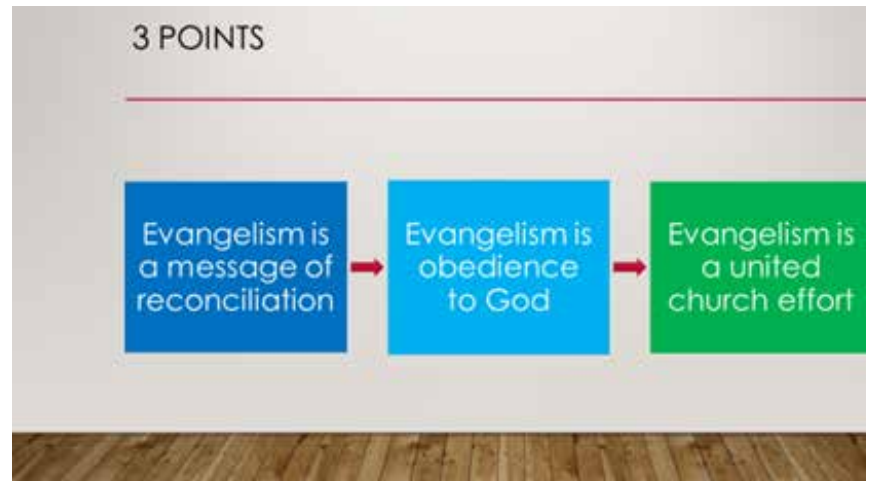 3 POINTS
Evangelism is
a message of
reconciliation
Evangelism is
obedience
to God
Evangelism is
a united
church effort